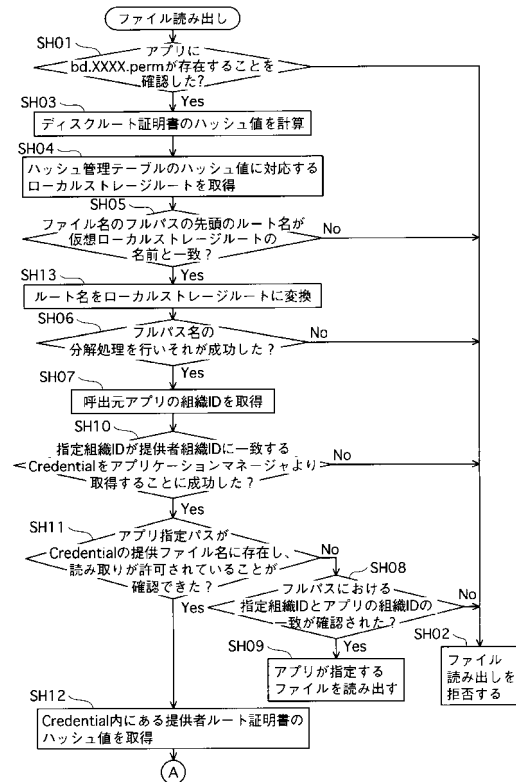 ファイル読み出し
SH01
アプリに
bd.XXXX.permが存在することを
確認した?
Yes
SH03
ディスクルート証明書のハッシュ値を計算
SH04
ハッシュ管理テーブルのハッシュ値に対応する
ローカルストレージルートを取得
SH05
ファイル名のフルパスの先頭のルート名が
仮想ローカルストレージルートの
名前と一致?
No
Yes
SH13
ルート名をローカルストレージルートに変換
SH06
フルパス名の
分解処理を行いそれが成功した?
No
Yes
SH07
呼出元アプリの組織IDを取得
SH10
指定組織IDが提供者組織IDに一致する
Credentialをアプリケーションマネージャより
取得することに成功した?
No
Yes
SH11
アプリ指定パスが
Credentialの提供ファイル名に存在し、
読み取りが許可されていることが
確認できた?
No
Yes
SH08
フルパスにおける
指定組織IDとアプリの組織IDの
一致が確認された?
No
Yes
SH09
アプリが指定する
ファイルを読み出す
SH02
ファイル
読み出しを
拒否する
SH12
Credential内にある提供者ルート証明書の
ハッシュ値を取得
A